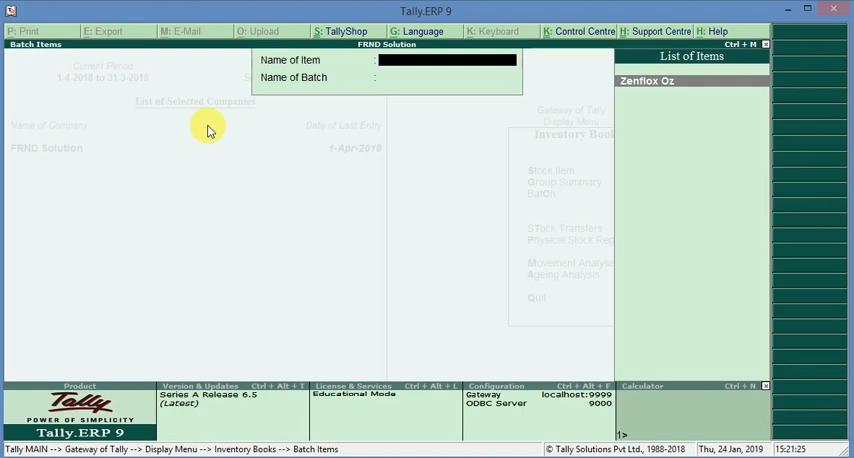 Tally.ERP 9
P: Print
E: Export
M: E-Mail
O: Upload
S: TallyShop
G: Language
K: Keyboard
K: Control Centre
H: Support Centre
H: Help
Batch Items
FRND Solution
Ctrl + M
Name of Item :
Name of Batch :
List of Items
Zenflox Oz
Current Period
1-4-2018 to 31-3-2019
List of Selected Companies
Name of Company
Date of Last Entry
FRND Solution
1-Apr-2018
Gateway of Tally
Display Menu
Inventory Book
Stock Item
Group Summary
BatCh
STock Transfers
Physical Stock Reg
Movement Analyse
Ageing Analysis
Quit
Product
Tally
POWER OF SIMPLICITY
Tally.ERP 9
Version & Updates Ctrl + Alt + T
Series A Release 6.5
(Latest)
License & Services Ctrl + Alt + L
Educational Mode
Configuration Ctrl + Alt + F
Gateway localhost:9999
ODBC Server 9000
Calculator Ctrl + N
1>
Tally MAIN --> Gateway of Tally --> Display Menu --> Inventory Books --> Batch Items
© Tally Solutions Pvt Ltd., 1988-2018
Thu, 24 Jan, 2019
15:21:25